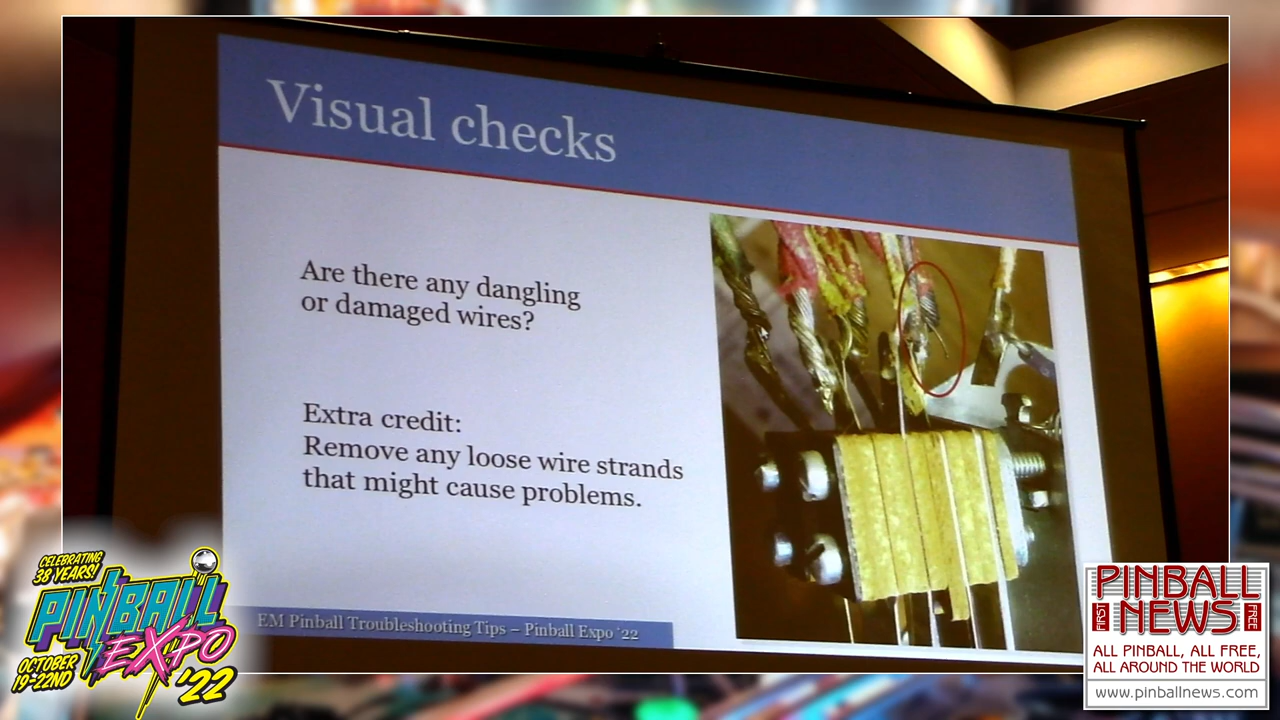 Visual checks
Are there any dangling
or damaged wires?
Extra credit:
Remove any loose wire strands
that might cause problems.
EM Pinball Troubleshooting Tips – Pinball Expo '22
CELEBRATING
38 YEARS!
PINBALL
EXPO
OCTOBER
19-22ND
'22
PINBALL
FIRST NEWS FREE
ALL PINBALL, ALL FREE,
ALL AROUND THE WORLD
www.pinballnews.com